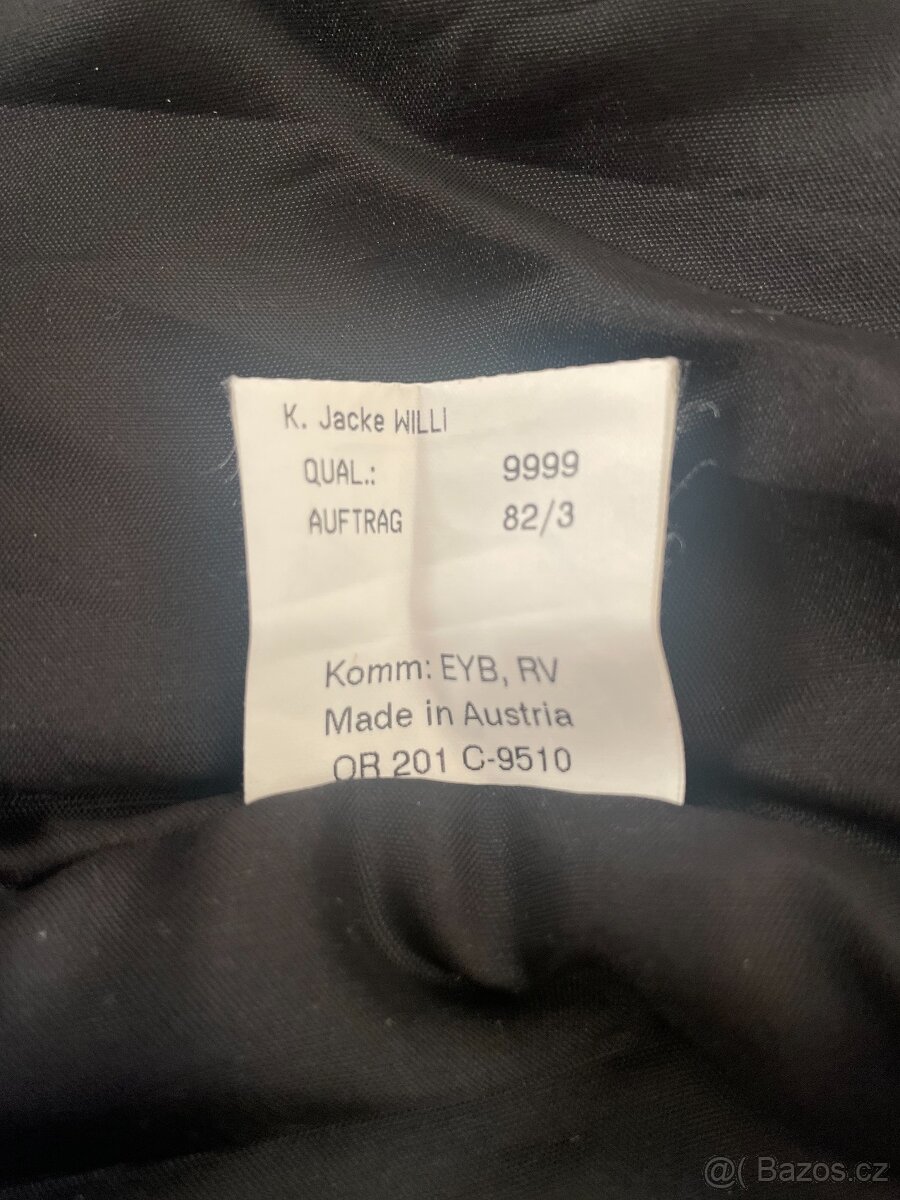 K. Jacke WILLI
QUAL.: 9999
AUFTRAG 82/3
Komm: EYB, RV
Made in Austria
OR 201 C-9510
@( Bazos.cz